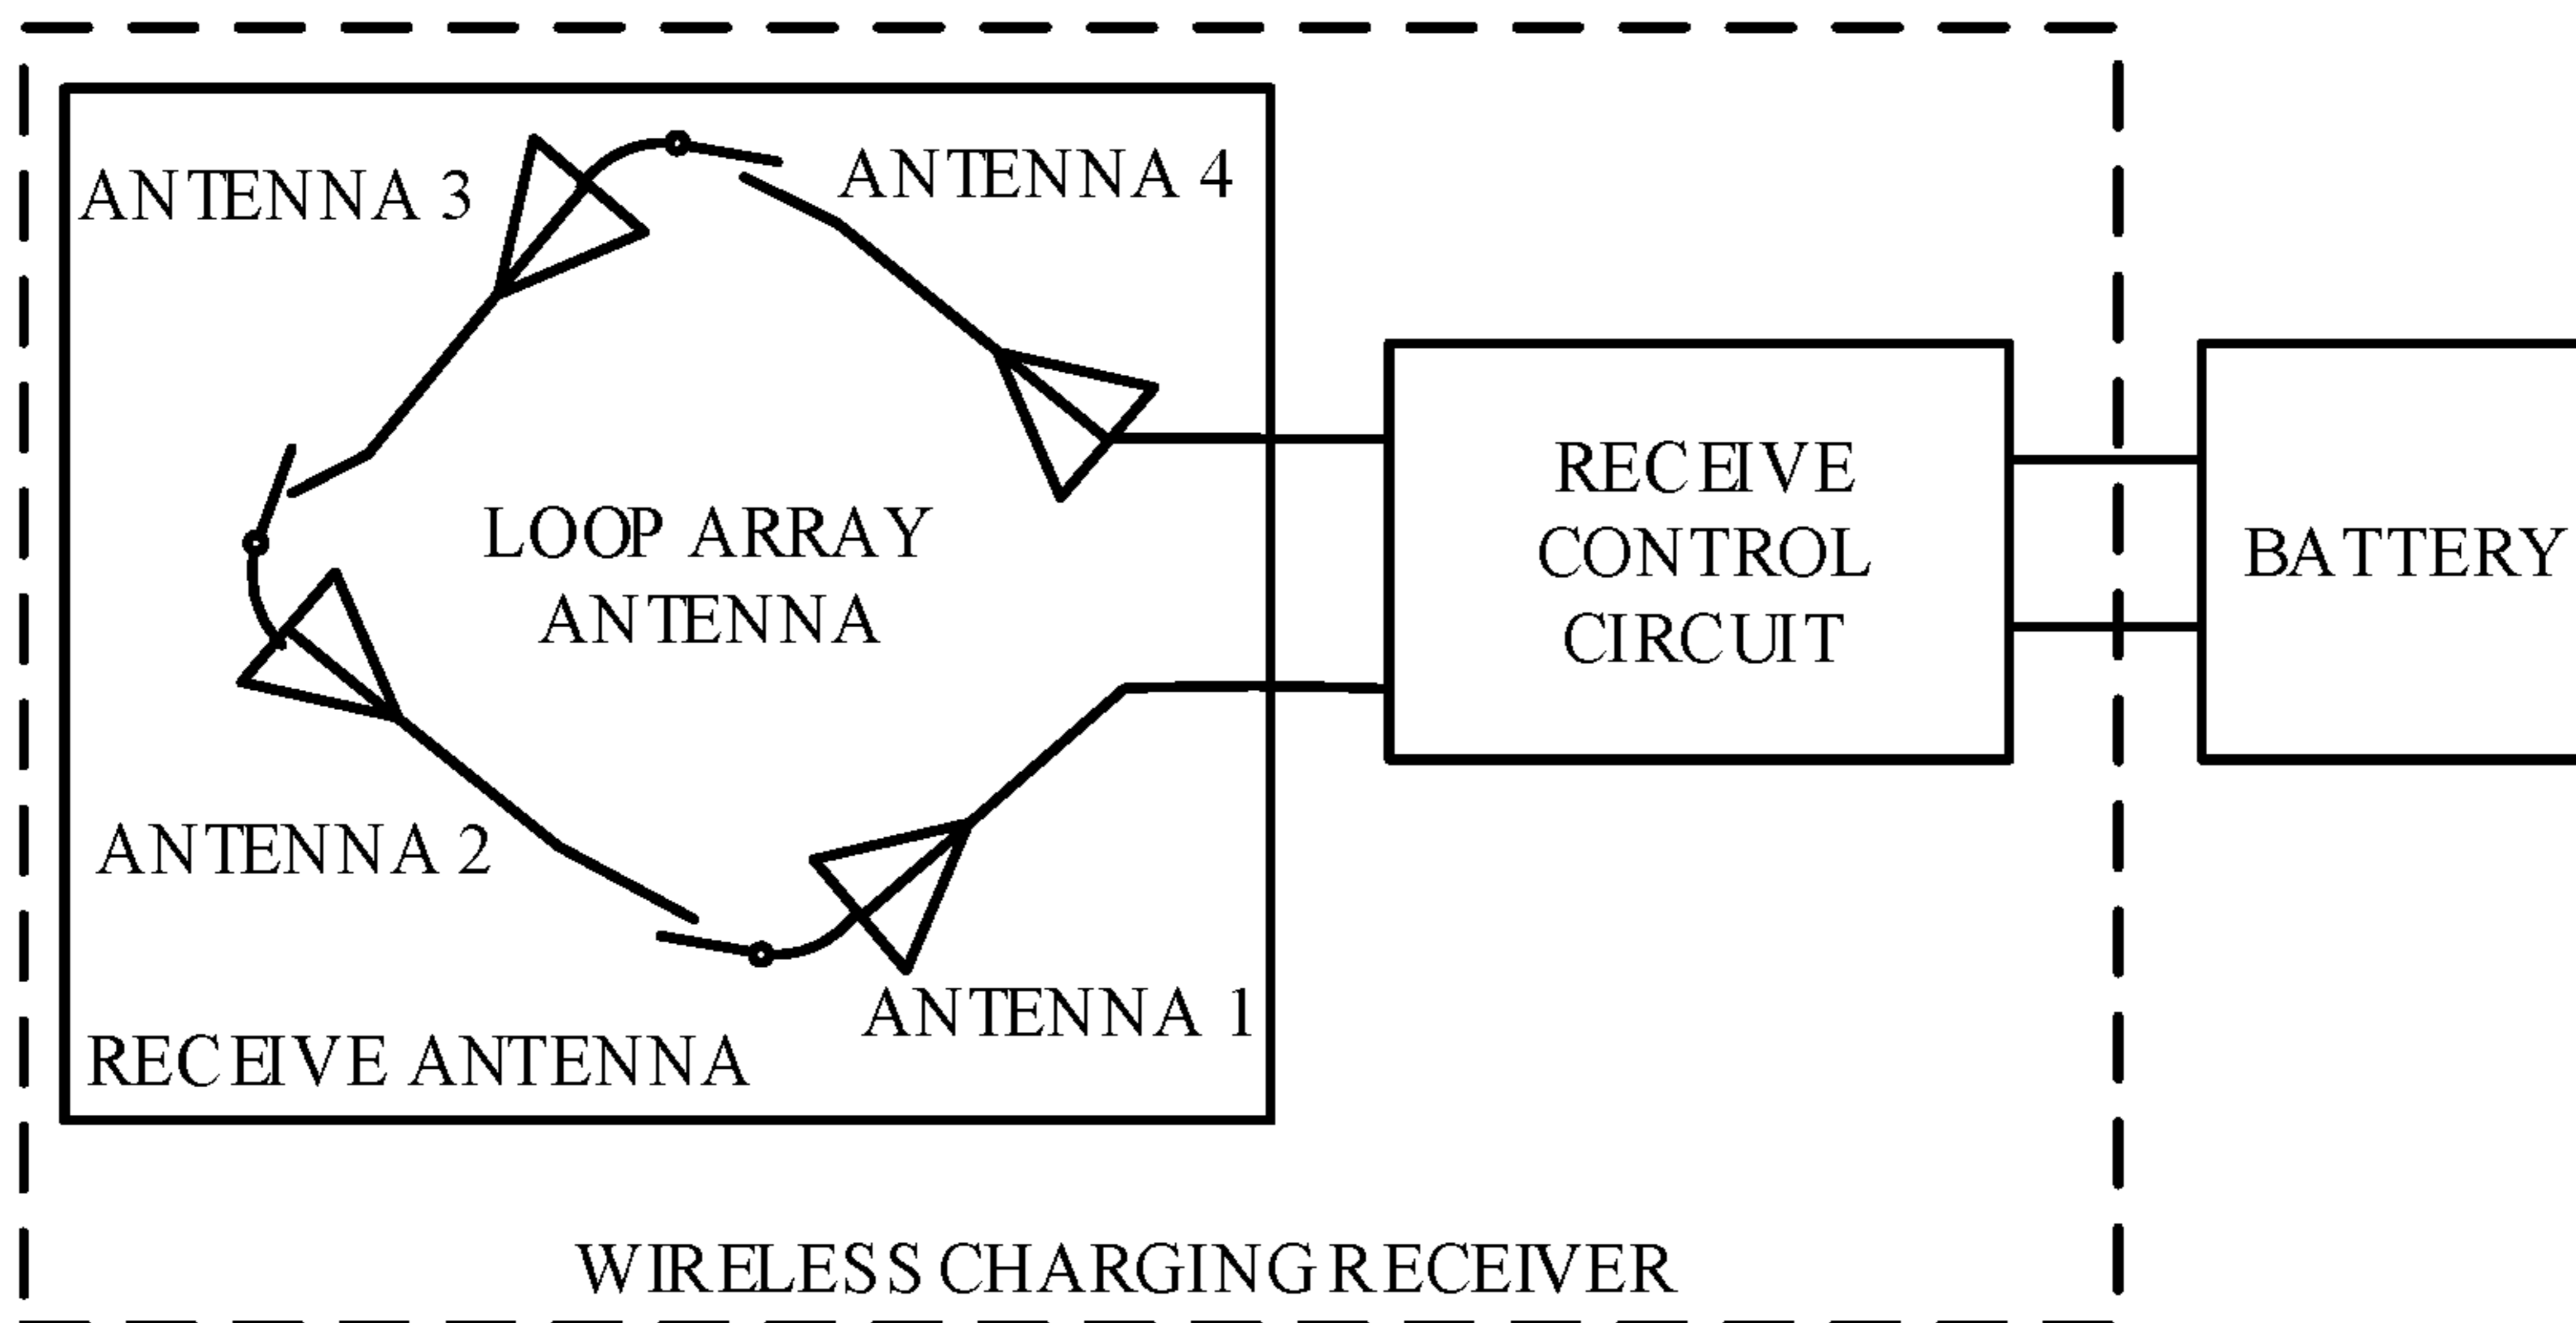 ANTENNA 3
ANTENNA 4
LOOP ARRAY
ANTENNA
RECEIVE
CONTROL
CIRCUIT
BATTERY
ANTENNA 2
ANTENNA 1
RECEIVE ANTENNA
WIRELESS CHARGING RECEIVER